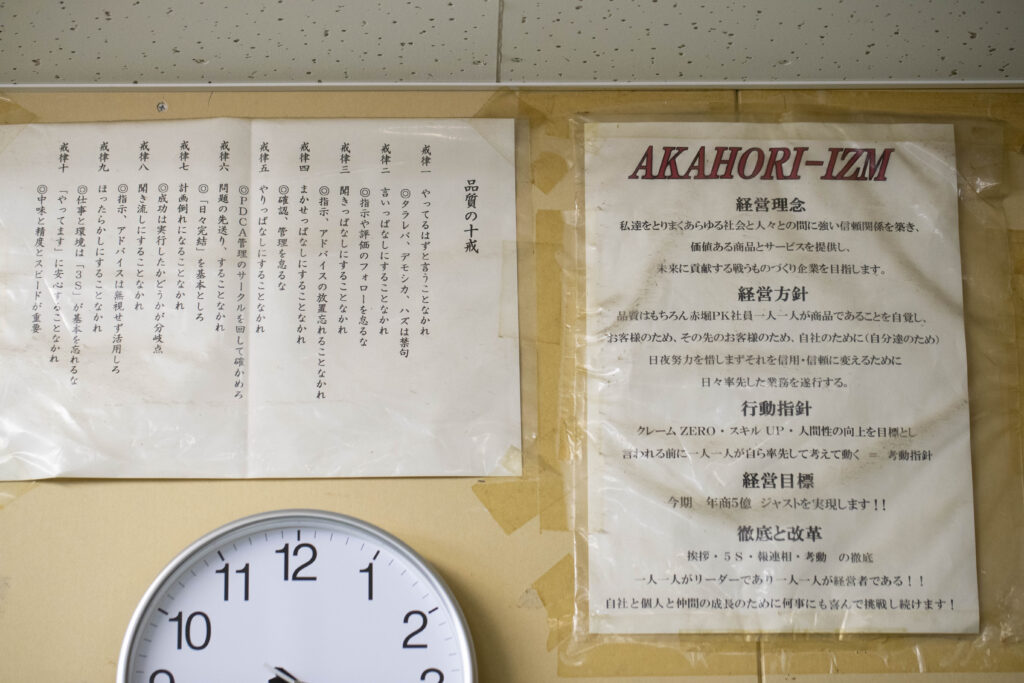 品質の十戒
戒律一 やってるはずと言うことなかれ
◎タラレバ、デモシカ、ハズは禁句
戒律二 言いっぱなしにすることなかれ
◎指示や評価のフォローを怠るな
戒律三 聞きっぱなしにすることなかれ
◎指示、アドバイスの放置忘れることなかれ
戒律四 まかせっぱなしにすることなかれ
◎確認、管理を怠るな
戒律五 やりっぱなしにすることなかれ
◎PDCA管理のサークルを回して確かめろ
戒律六 問題の先送り、することなかれ
◎「日々完結」を基本としろ
戒律七 計画倒れになることなかれ
◎成功は実行したかどうかが分岐点
戒律八 聞き流しにすることなかれ
◎指示、アドバイスは無視せず活用しろ
戒律九 ほったらかしにすることなかれ
◎仕事と環境は「3S」が基本を忘れるな
戒律十 「やってます」に安心することなかれ
◎中味と精度とスピードが重要
AKAHORI-IZM
経営理念
私達をとりまくあらゆる社会と人々との間に強い信頼関係を築き、
価値ある商品とサービスを提供し、
未来に貢献する戦うものづくり企業を目指します。
経営方針
品質はもちろん赤堀PK社員一人一人が商品であることを自覚し、
お客様のため、その先のお客様のため、自社のために(自分達のため)
日夜努力を惜しまずそれを信用・信頼に変えるために
日々率先した業務を遂行する。
行動指針
クレーム ZERO・スキル UP・人間性の向上を目標とし
言われる前に一人一人が自ら率先して考えて動く = 考動指針
経営目標
今期 年商5億 ジャストを実現します!!
徹底と改革
挨拶・5S・報連相・考動 の徹底
一人一人がリーダーであり一人一人が経営者である!!
自社と個人と仲間の成長のために何事にも喜んで挑戦し続けます!
11 12 1
10 2